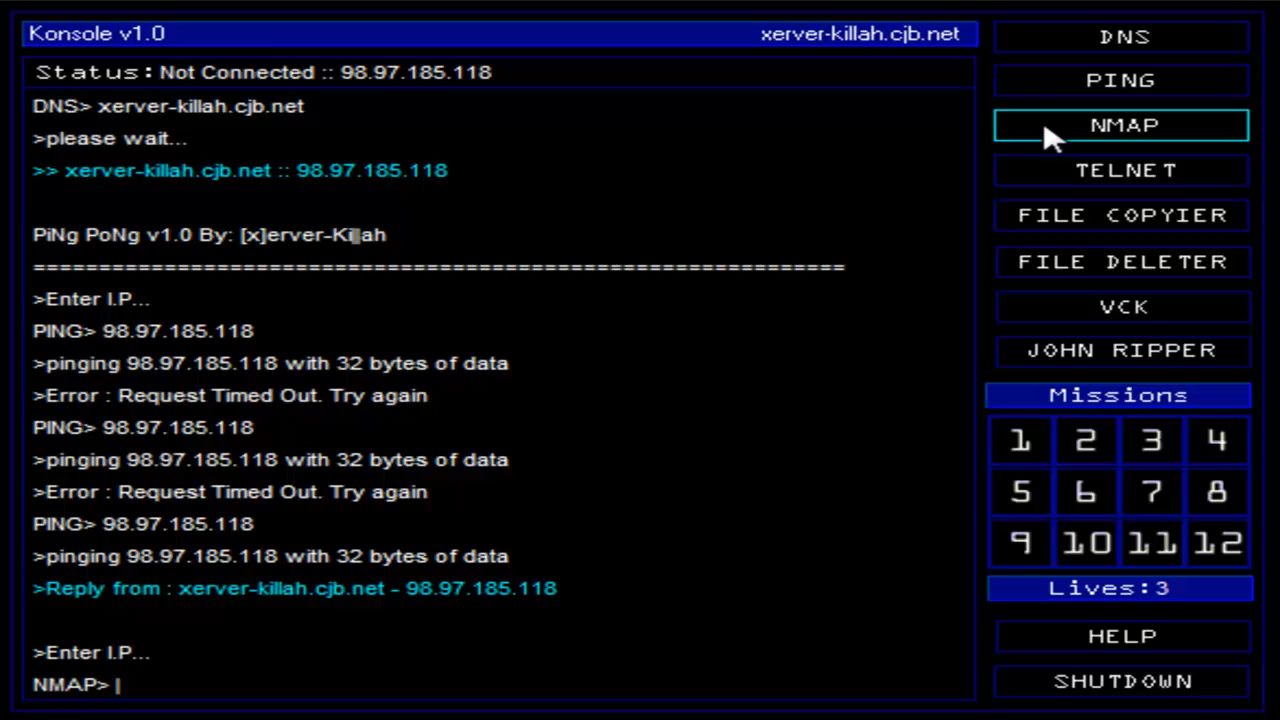 Konsole v1.0
xerver-killah.cjb.net
Status: Not Connected :: 98.97.185.118
DNS> xerver-killah.cjb.net
>please wait...
>> xerver-killah.cjb.net :: 98.97.185.118
PiNg PoNg v1.0 By: [x]erver-Killah
===============================================================
>Enter I.P...
PING> 98.97.185.118
>pinging 98.97.185.118 with 32 bytes of data
>Error : Request Timed Out. Try again
PING> 98.97.185.118
>pinging 98.97.185.118 with 32 bytes of data
>Error : Request Timed Out. Try again
PING> 98.97.185.118
>pinging 98.97.185.118 with 32 bytes of data
>Reply from : xerver-killah.cjb.net - 98.97.185.118
>Enter I.P...
NMAP> |
DNS
PING
NMAP
TELNET
FILE COPYIER
FILE DELETER
VCK
JOHN RIPPER
Missions
1 2 3 4
5 6 7 8
9 10 11 12
Lives:3
HELP
SHUTDOWN